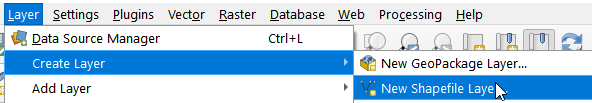 Layer Settings Plugins Vector Raster Database Web Processing Help
Data Source Manager Ctrl+L
Create Layer
New GeoPackage Layer...
Add Layer
New Shapefile